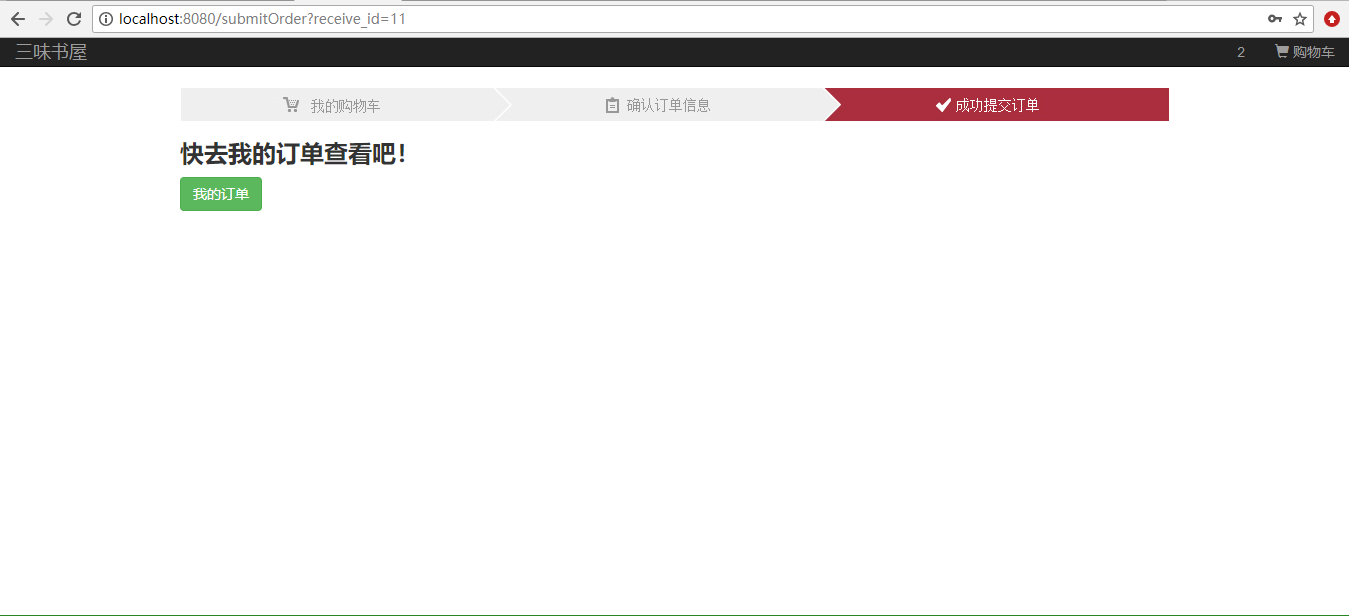 localhost:8080/submitOrder?receive_id=11
三味书屋 2 购物车
我的购物车 确认订单信息 成功提交订单
快去我的订单查看吧！
我的订单